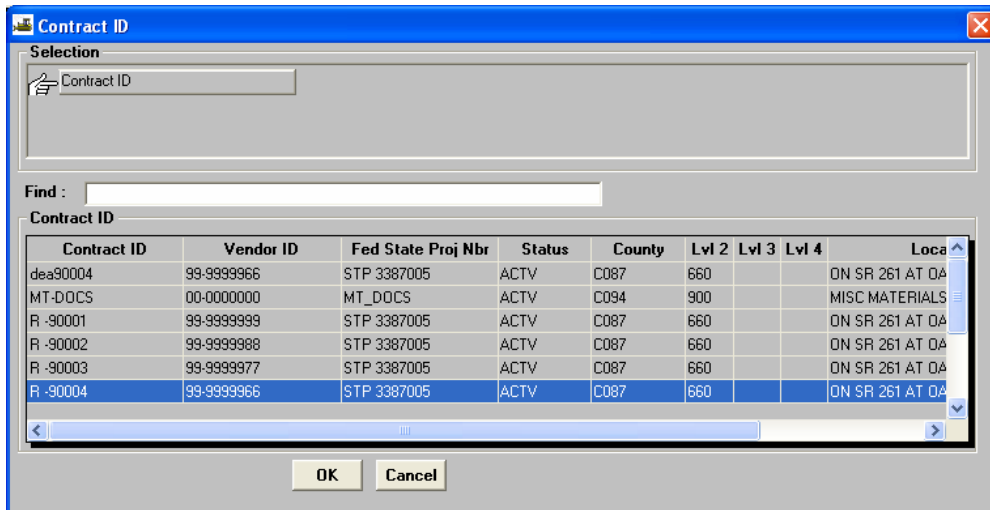 Contract ID
Selection
Contract ID
Find :
Contract ID
Contract ID Vendor ID Fed State Proj Nbr Status County Lvl 2 Lvl 3 Lvl 4 Loca
dea90004 99-9999966 STP 3387005 ACTV C087 660 ON SR 261 AT OA
MT-DOCS 00-0000000 MT_DOCS ACTV C094 900 MISC MATERIALS
R -90001 99-9999999 STP 3387005 ACTV C087 660 ON SR 261 AT OA
R -90002 99-9999988 STP 3387005 ACTV C087 660 ON SR 261 AT OA
R -90003 99-9999977 STP 3387005 ACTV C087 660 ON SR 261 AT OA
R -90004 99-9999966 STP 3387005 ACTV C087 660 ON SR 261 AT OA
OK Cancel